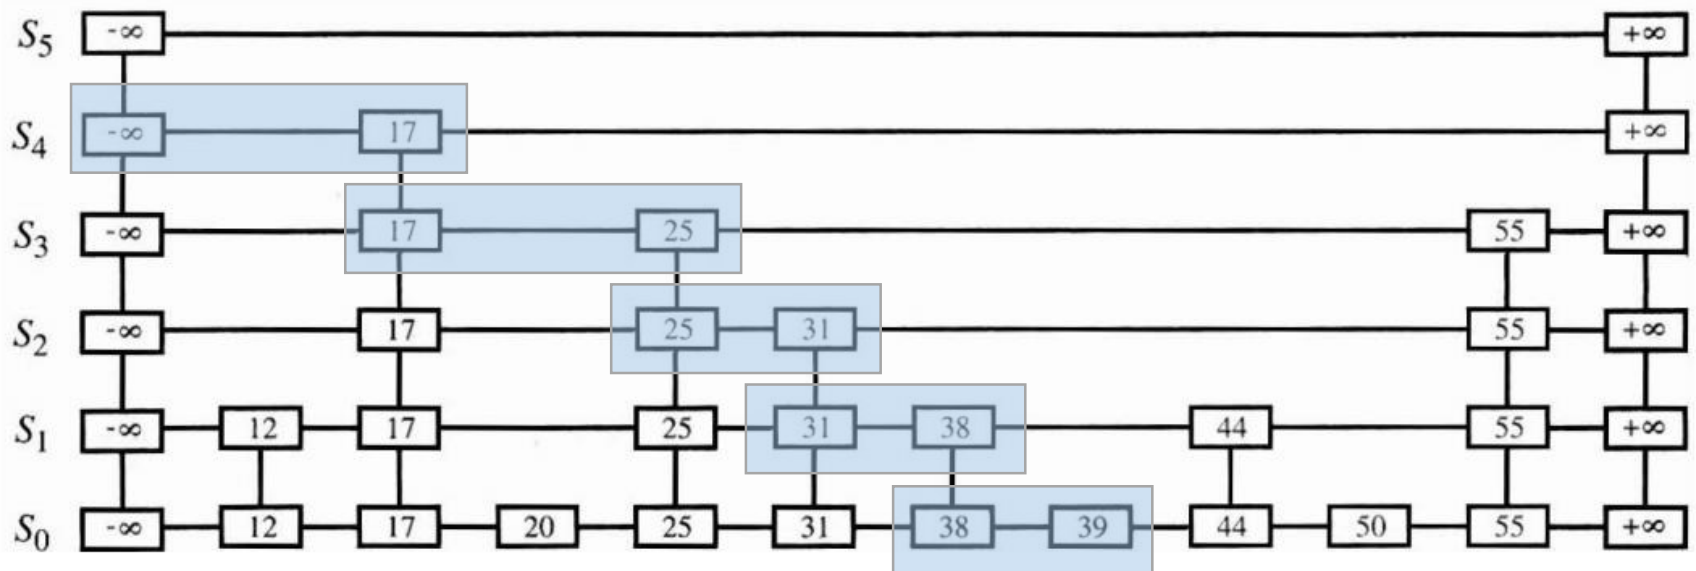 S5 -∞ +∞
S4 -∞ 17 +∞
S3 -∞ 17 25 55 +∞
S2 -∞ 17 25 31 55 +∞
S1 -∞ 12 17 25 31 38 44 55 +∞
S0 -∞ 12 17 20 25 31 38 39 44 50 55 +∞